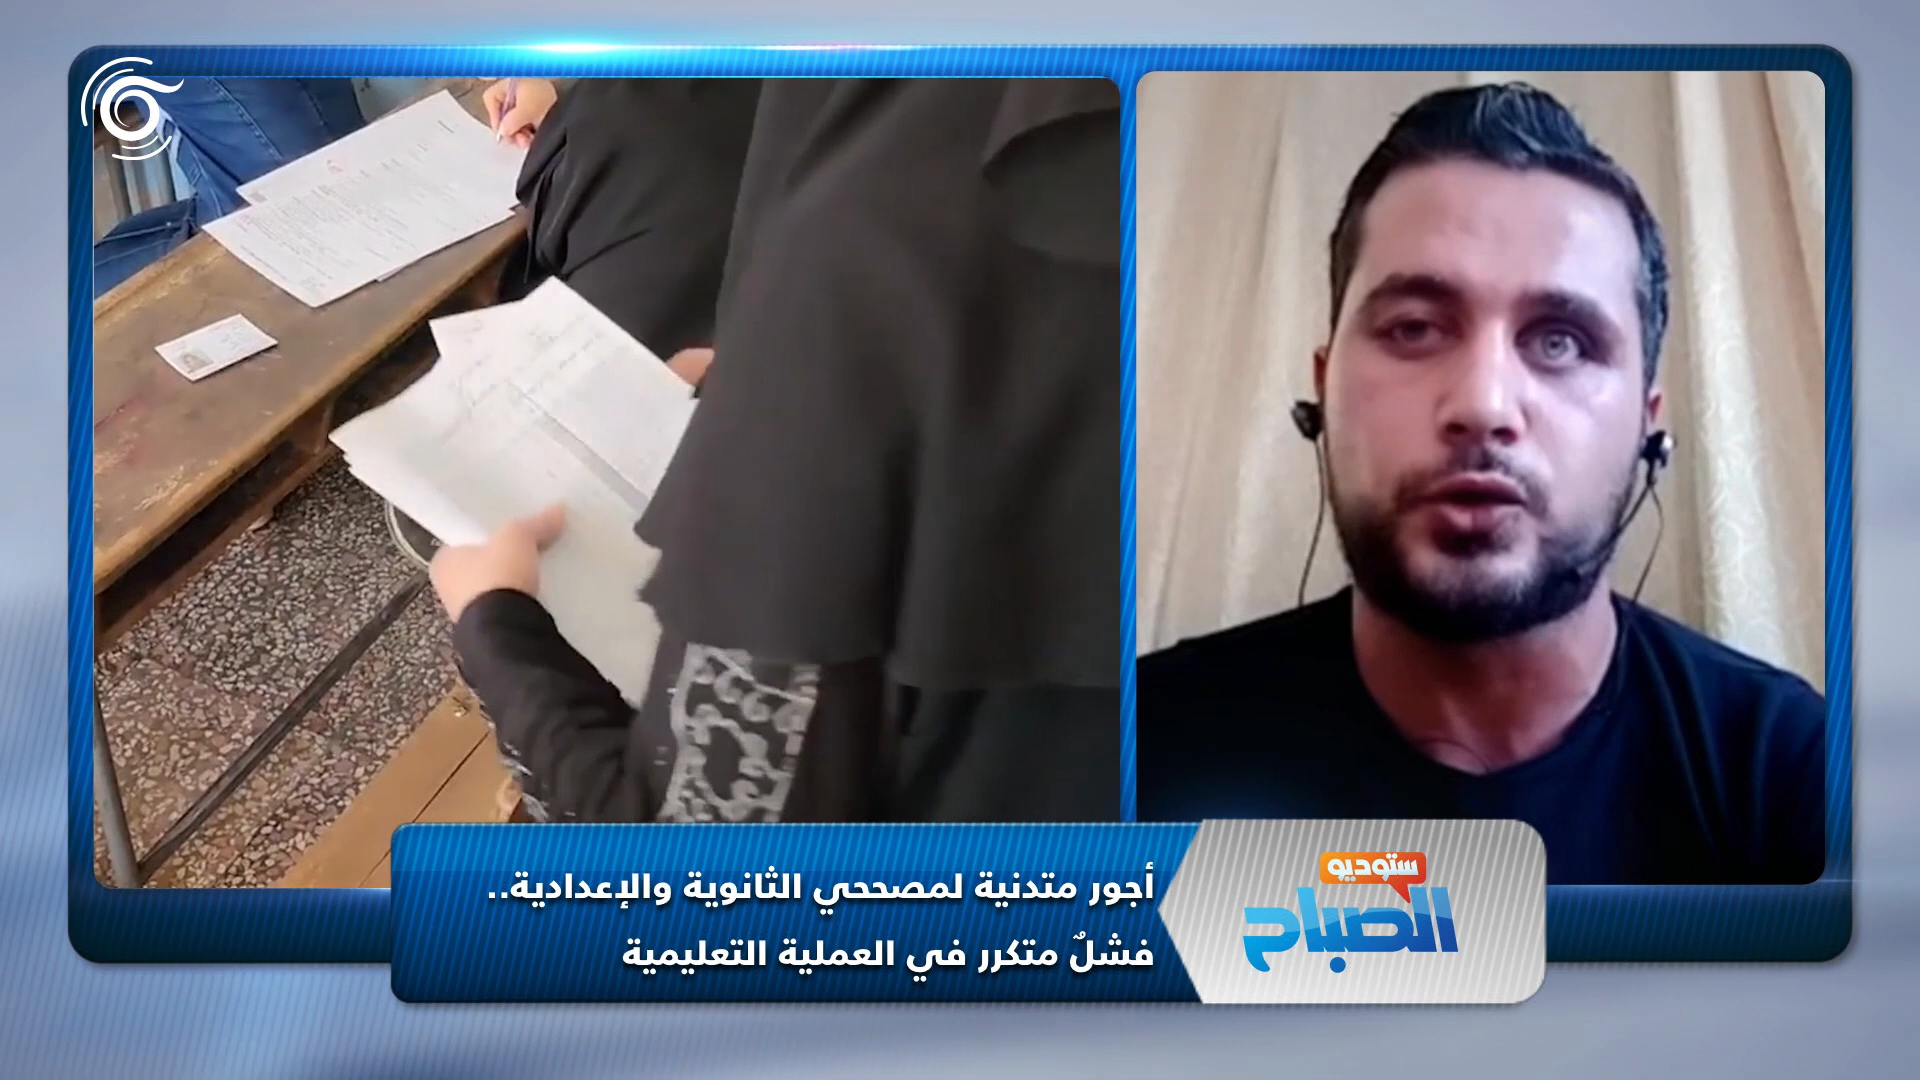 أجور متدنية لمصححي الثانوية والإعدادية..
فشلٌ متكرر في العملية التعليمية
ستوديو
الصباح